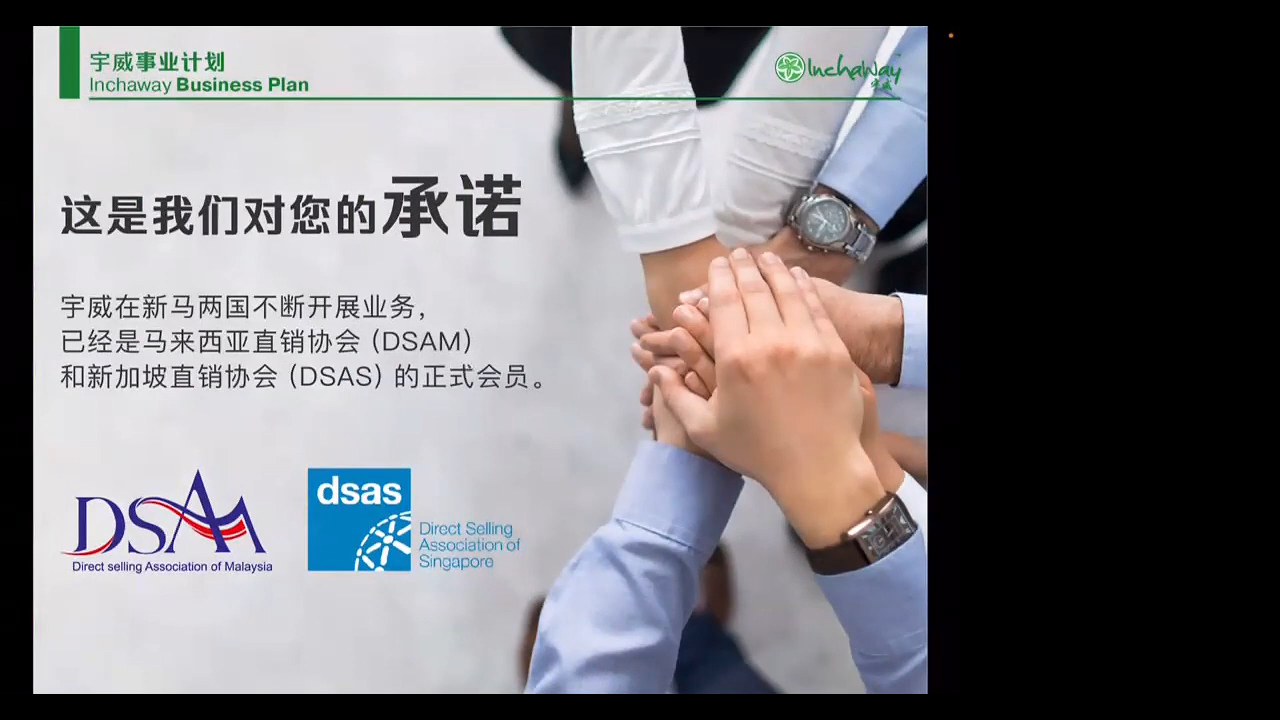 宇威事业计划
Inchaway Business Plan
Inchaway
宇威
这是我们对您的承诺
宇威在新马两国不断开展业务，
已经是马来西亚直销协会（DSAM）
和新加坡直销协会（DSAS）的正式会员。
DSAM
Direct selling Association of Malaysia
dsas
Direct Selling
Association of
Singapore